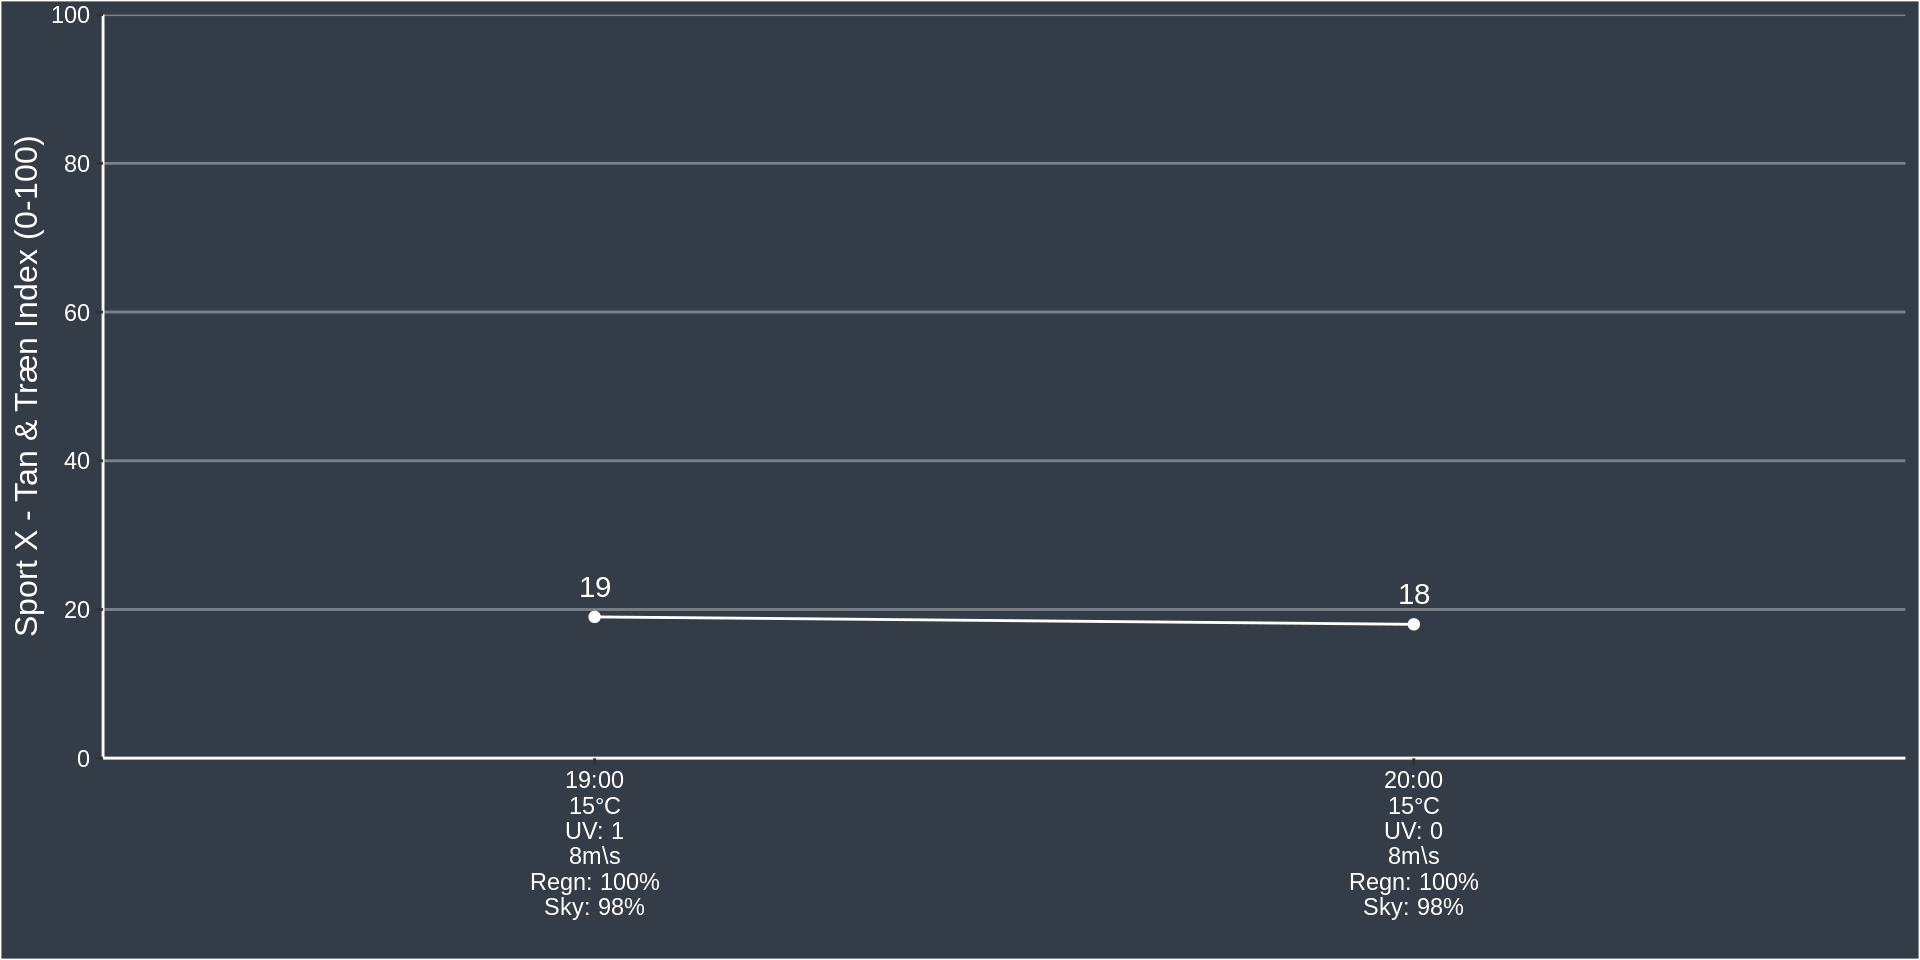 Sport X - Tan & Træn Index (0-100)
100
80
60
40
20
0
19
18
19:00
15°C
UV: 1
8m\s
Regn: 100%
Sky: 98%
20:00
15°C
UV: 0
8m\s
Regn: 100%
Sky: 98%